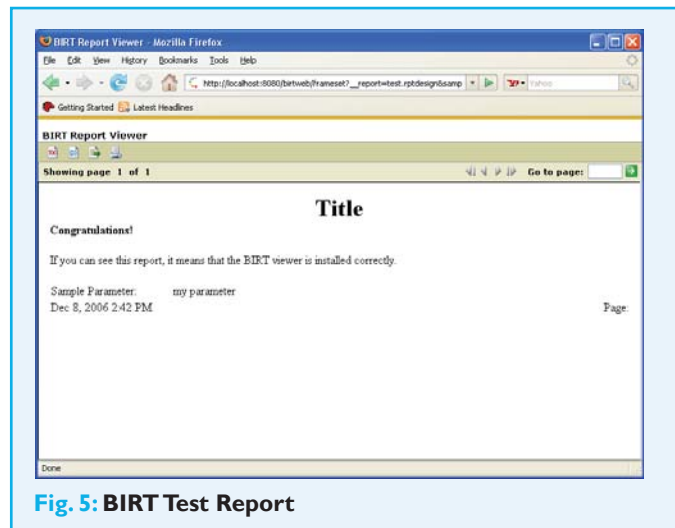 BIRT Report Viewer - Mozilla Firefox
File Edit View History Bookmarks Tools Help
http://localhost:8080/birtweb/frameset?__report=test.rptdesign&samp Yahoo
Getting Started Latest Headlines
BIRT Report Viewer
Showing page 1 of 1 Go to page:
Title
Congratulations!
If you can see this report, it means that the BIRT viewer is installed correctly.
Sample Parameter: my parameter
Dec 8, 2006 2:42 PM Page:
Done
Fig. 5: BIRT Test Report